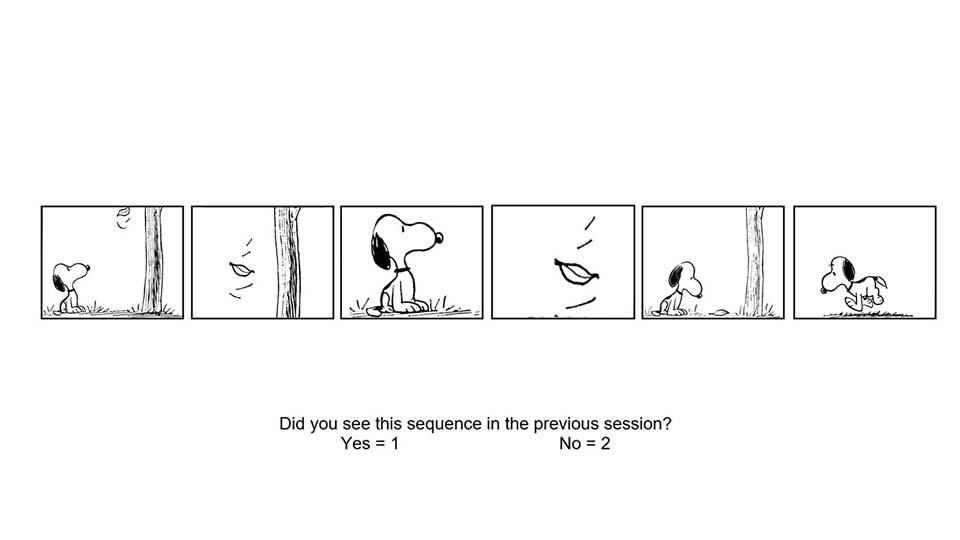 Did you see this sequence in the previous session?
Yes = 1 No = 2